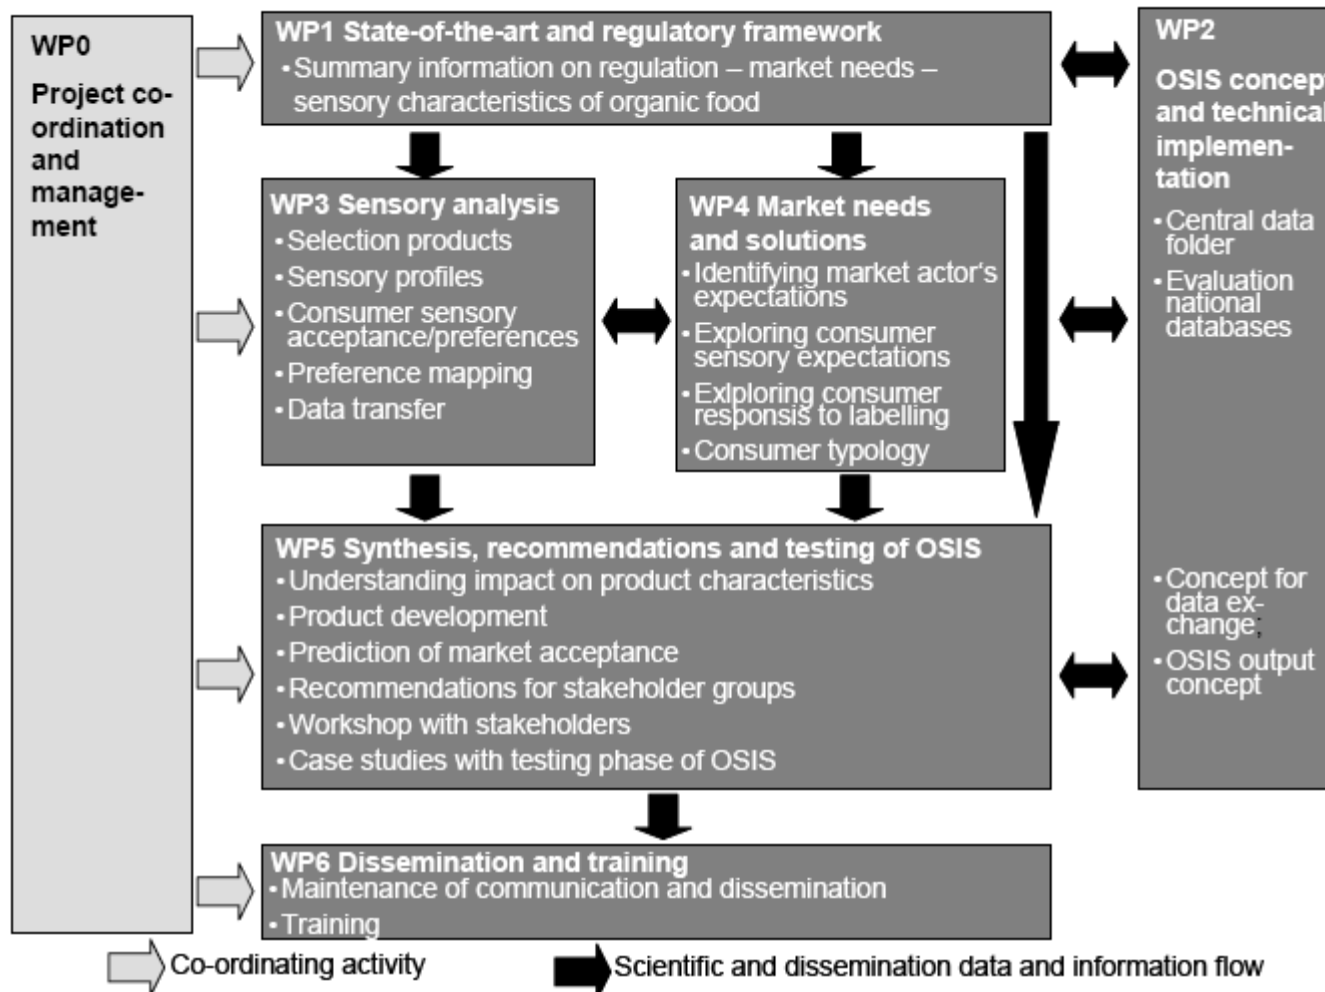 WP0
Project co-
ordination
and
manage-
ment
WP1 State-of-the-art and regulatory framework
• Summary information on regulation – market needs –
sensory characteristics of organic food
WP2
OSIS concept
and technical
implemen-
tation
• Central data
folder
• Evaluation
national
databases
• Concept for
data ex-
change;
• OSIS output
concept
WP3 Sensory analysis
• Selection products
• Sensory profiles
• Consumer sensory
acceptance/preferences
• Preference mapping
• Data transfer
WP4 Market needs
and solutions
• Identifying market actor‘s
expectations
• Exploring consumer
sensory expectations
• Exlploring consumer
responsis to labelling
• Consumer typology
WP5 Synthesis, recommendations and testing of OSIS
• Understanding impact on product characteristics
• Product development
• Prediction of market acceptance
• Recommendations for stakeholder groups
• Workshop with stakeholders
• Case studies with testing phase of OSIS
WP6 Dissemination and training
• Maintenance of communication and dissemination
• Training
Co-ordinating activity
Scientific and dissemination data and information flow